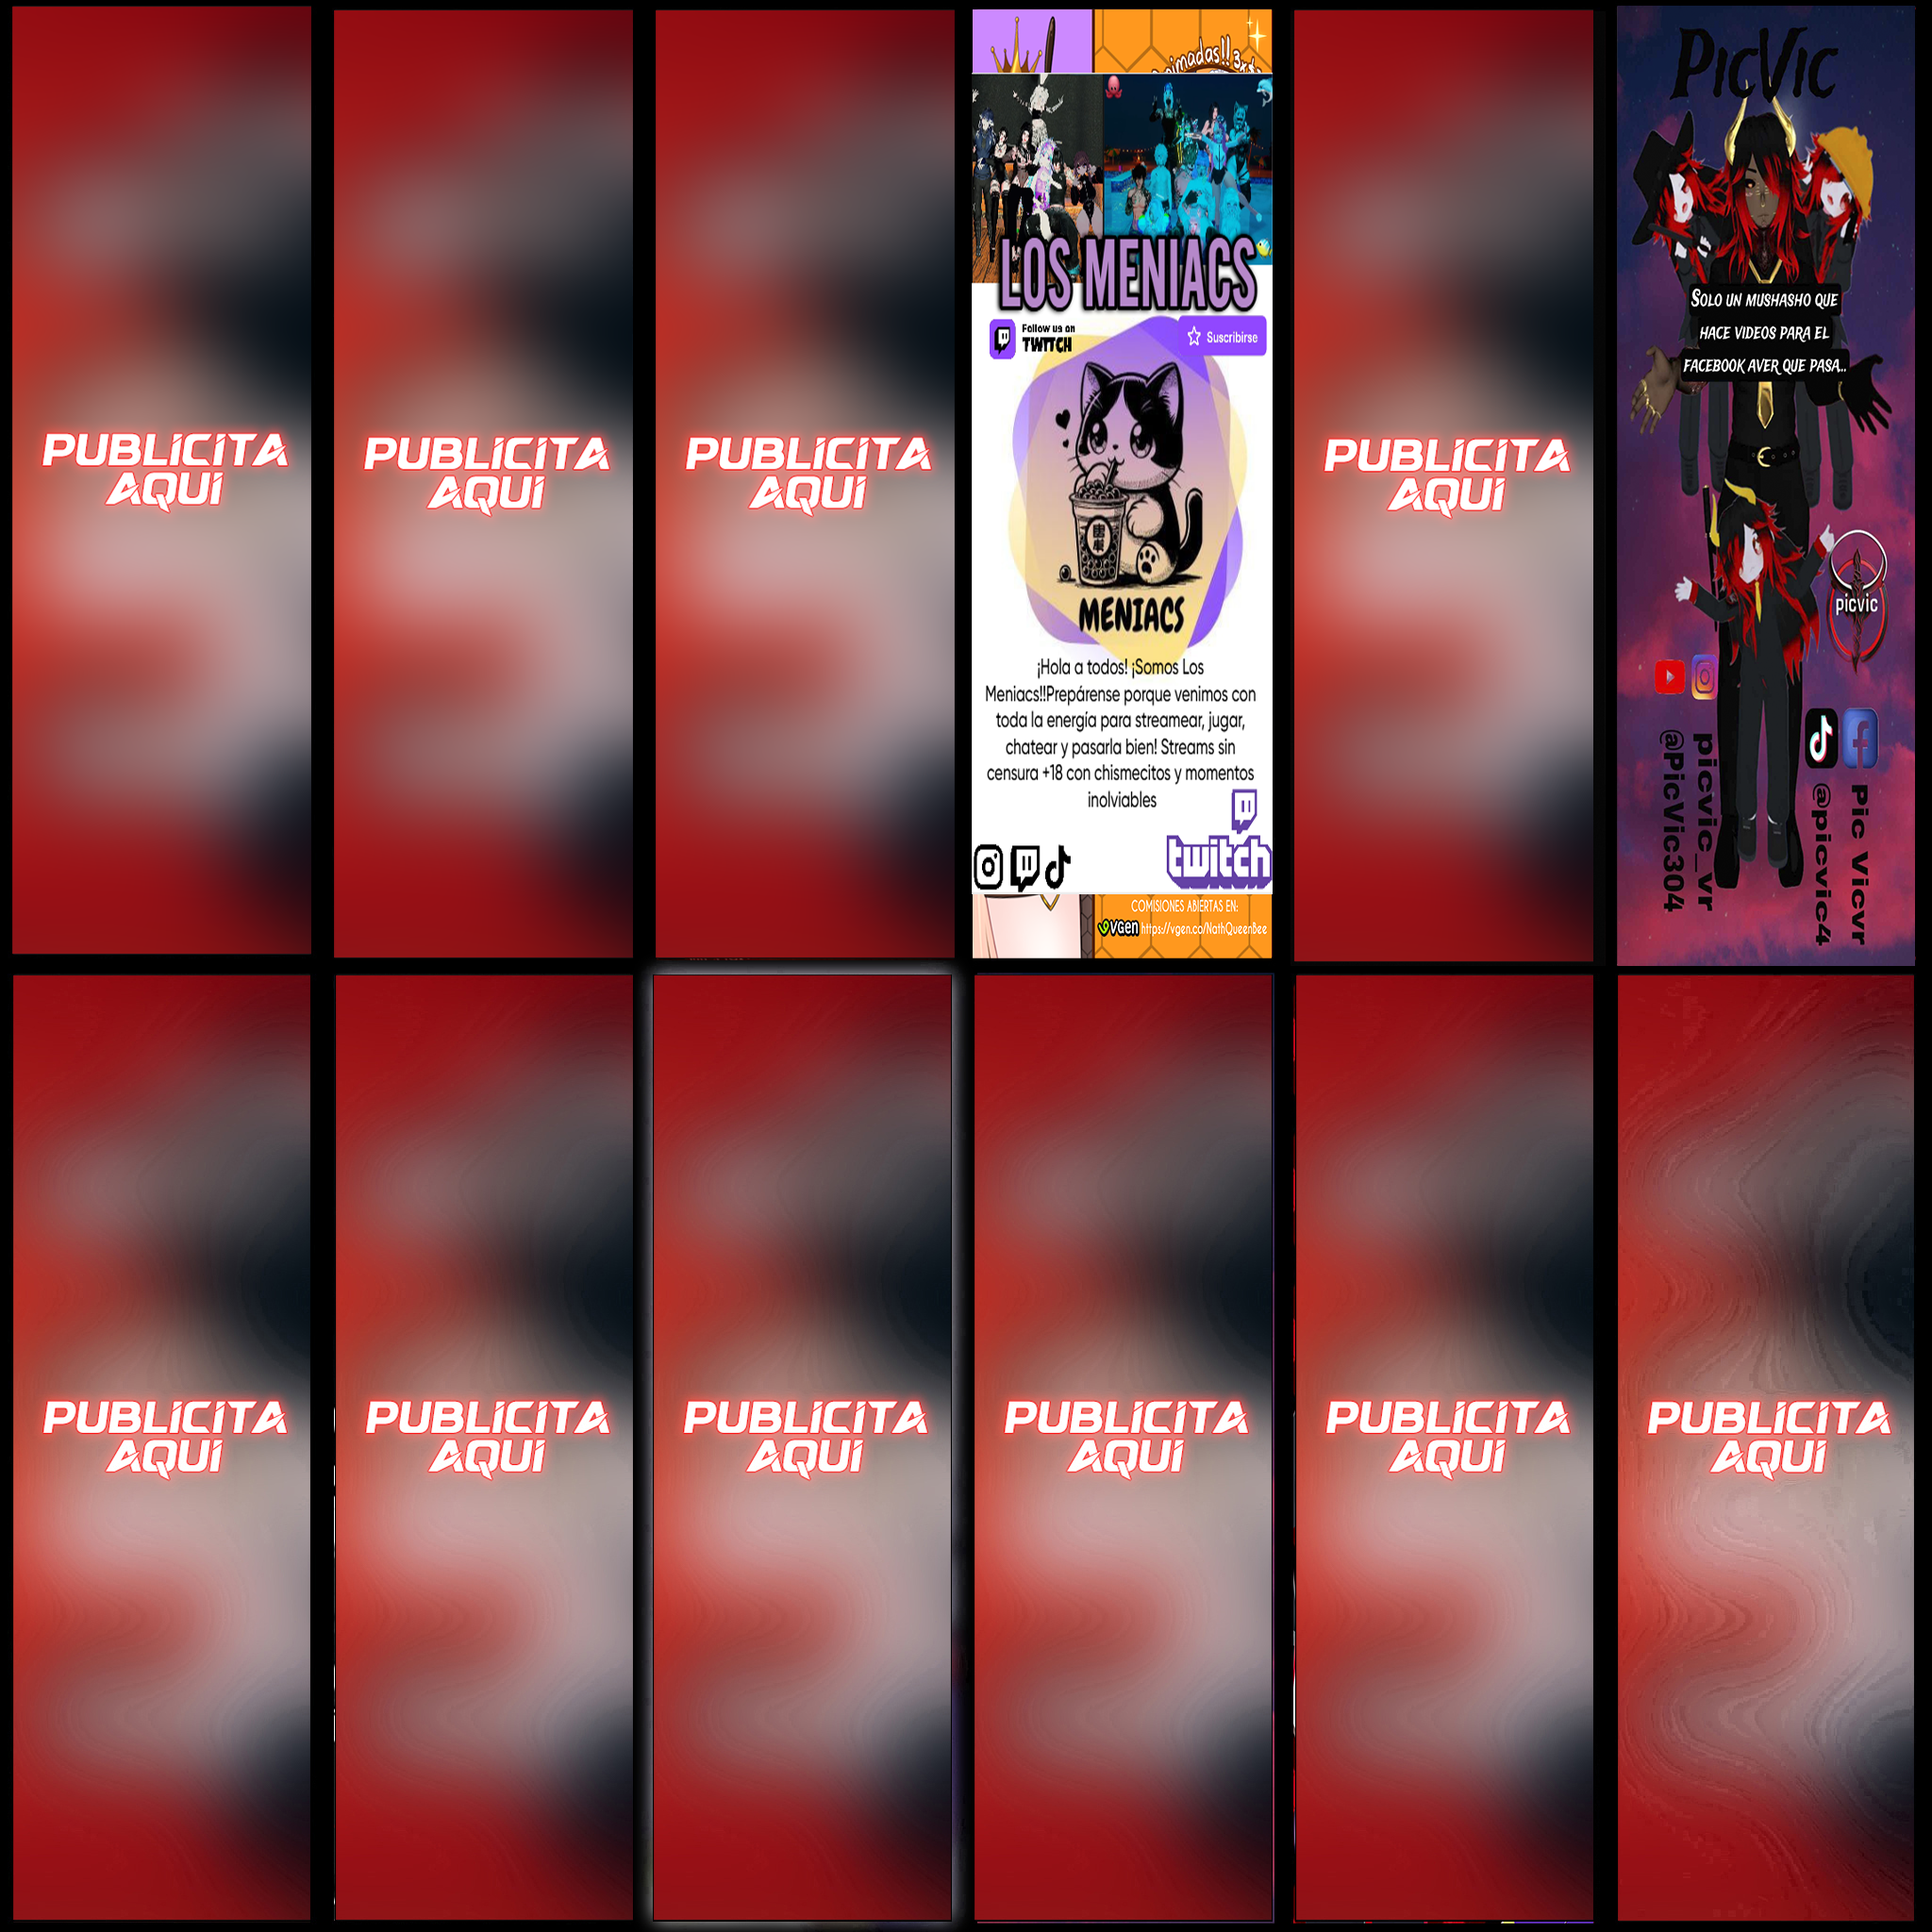 PUBLICITA
AQUI
PUBLICITA
AQUI
PUBLICITA
AQUI
imadas!! 3x$
LOS MENIACS
Follow us on
TWITCH
Suscribirse
MENIACS
¡Hola a todos! ¡Somos Los
Meniacs!!Prepárense porque venimos con
toda la energía para streamear, jugar,
chatear y pasarla bien! Streams sin
censura +18 con chismecitos y momentos
inolviables
twitch
COMISIONES ABIERTAS EN:
VGen https://vgen.co/NathQueenBee
PUBLICITA
AQUI
PicVic
Solo un mushasho que
hace videos para el
facebook aver que pasa...
picvic
@PicVic304
picvic_vr
@picvic4
Pic Vicvr
PUBLICITA
AQUI
PUBLICITA
AQUI
PUBLICITA
AQUI
PUBLICITA
AQUI
PUBLICITA
AQUI
PUBLICITA
AQUI